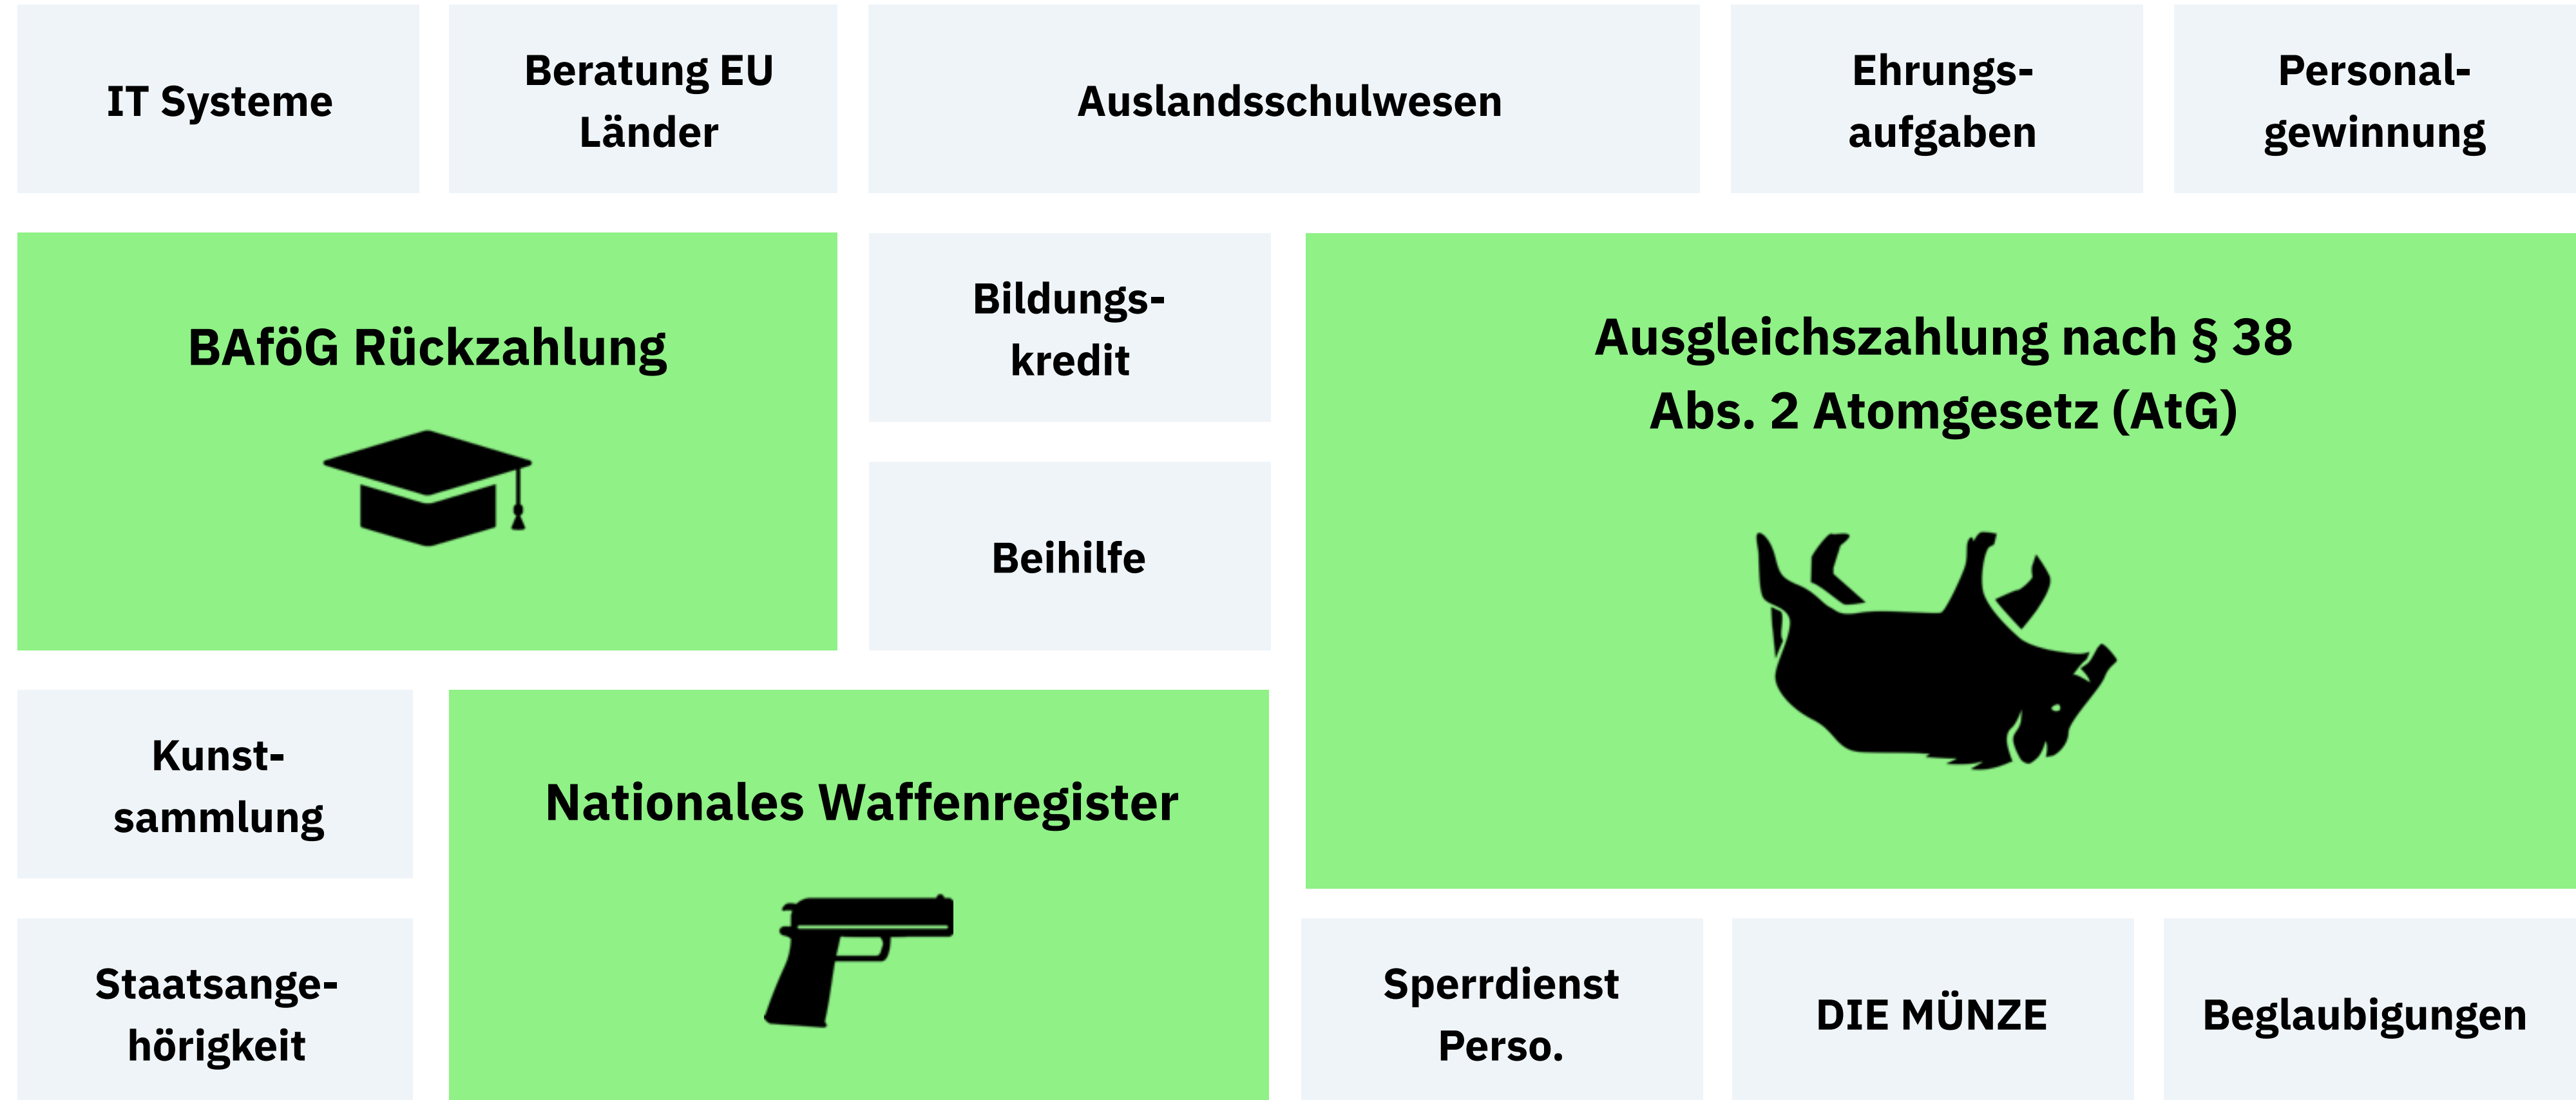 IT Systeme
Beratung EU
Länder
Auslandsschulwesen
Ehrungs-
aufgaben
Personal-
gewinnung
BAföG Rückzahlung
Bildungs-
kredit
Beihilfe
Ausgleichszahlung nach § 38
Abs. 2 Atomgesetz (AtG)
Kunst-
sammlung
Nationales Waffenregister
Staatsange-
hörigkeit
Sperrdienst
Perso.
DIE MÜNZE
Beglaubigungen